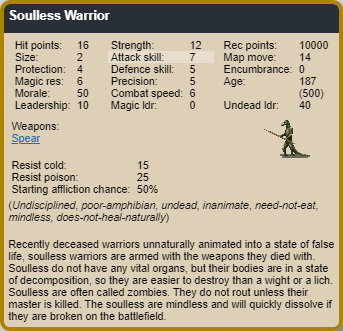 Soulless Warrior
Hit points: 16 Strength: 12 Rec points: 10000
Size: 2 Attack skill: 7 Map move: 14
Protection: 4 Defence skill: 5 Encumbrance: 0
Magic res: 6 Precision: 5 Age: 187
Morale: 50 Combat speed: 6 (500)
Leadership: 10 Magic ldr: 0 Undead ldr: 40
Weapons:
Spear
Resist cold: 15
Resist poison: 25
Starting affliction chance: 50%
(Undisciplined, poor-amphibian, undead, inanimate, need-not-eat,
mindless, does-not-heal-naturally)
Recently deceased warriors unnaturally animated into a state of false
life, soulless warriors are armed with the weapons they died with.
Soulless do not have any vital organs, but their bodies are in a state
of decomposition, so they are easier to destroy than a wight or a lich.
Soulless are often called zombies. They do not rout unless their
master is killed. The soulless are mindless and will quickly dissolve if
they are broken on the battlefield.